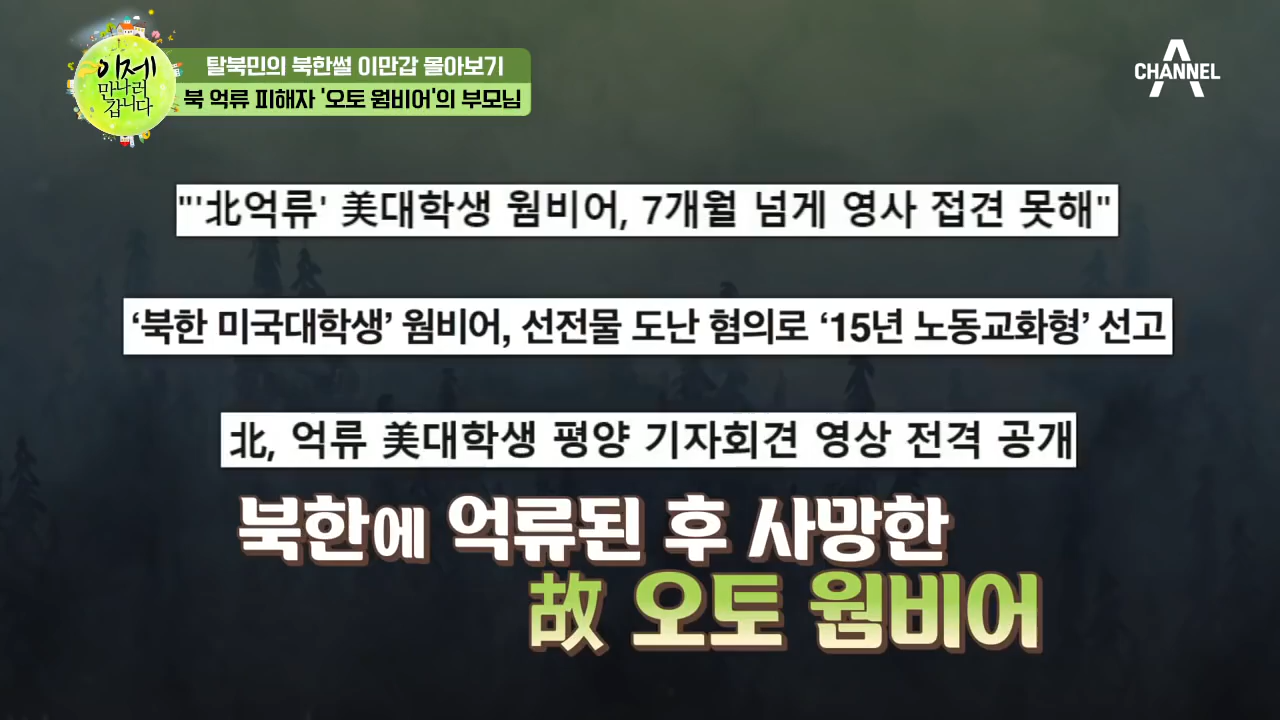 이제
만나러
갑니다
탈북민의 북한썰 이만갑 몰아보기
북 억류 피해자 '오토 웜비어'의 부모님
CHANNEL A
"'北억류' 美대학생 웜비어, 7개월 넘게 영사 접견 못해"
‘북한 미국대학생’ 웜비어, 선전물 도난 혐의로 ‘15년 노동교화형’ 선고
北, 억류 美대학생 평양 기자회견 영상 전격 공개
북한에 억류된 후 사망한
故 오토 웜비어